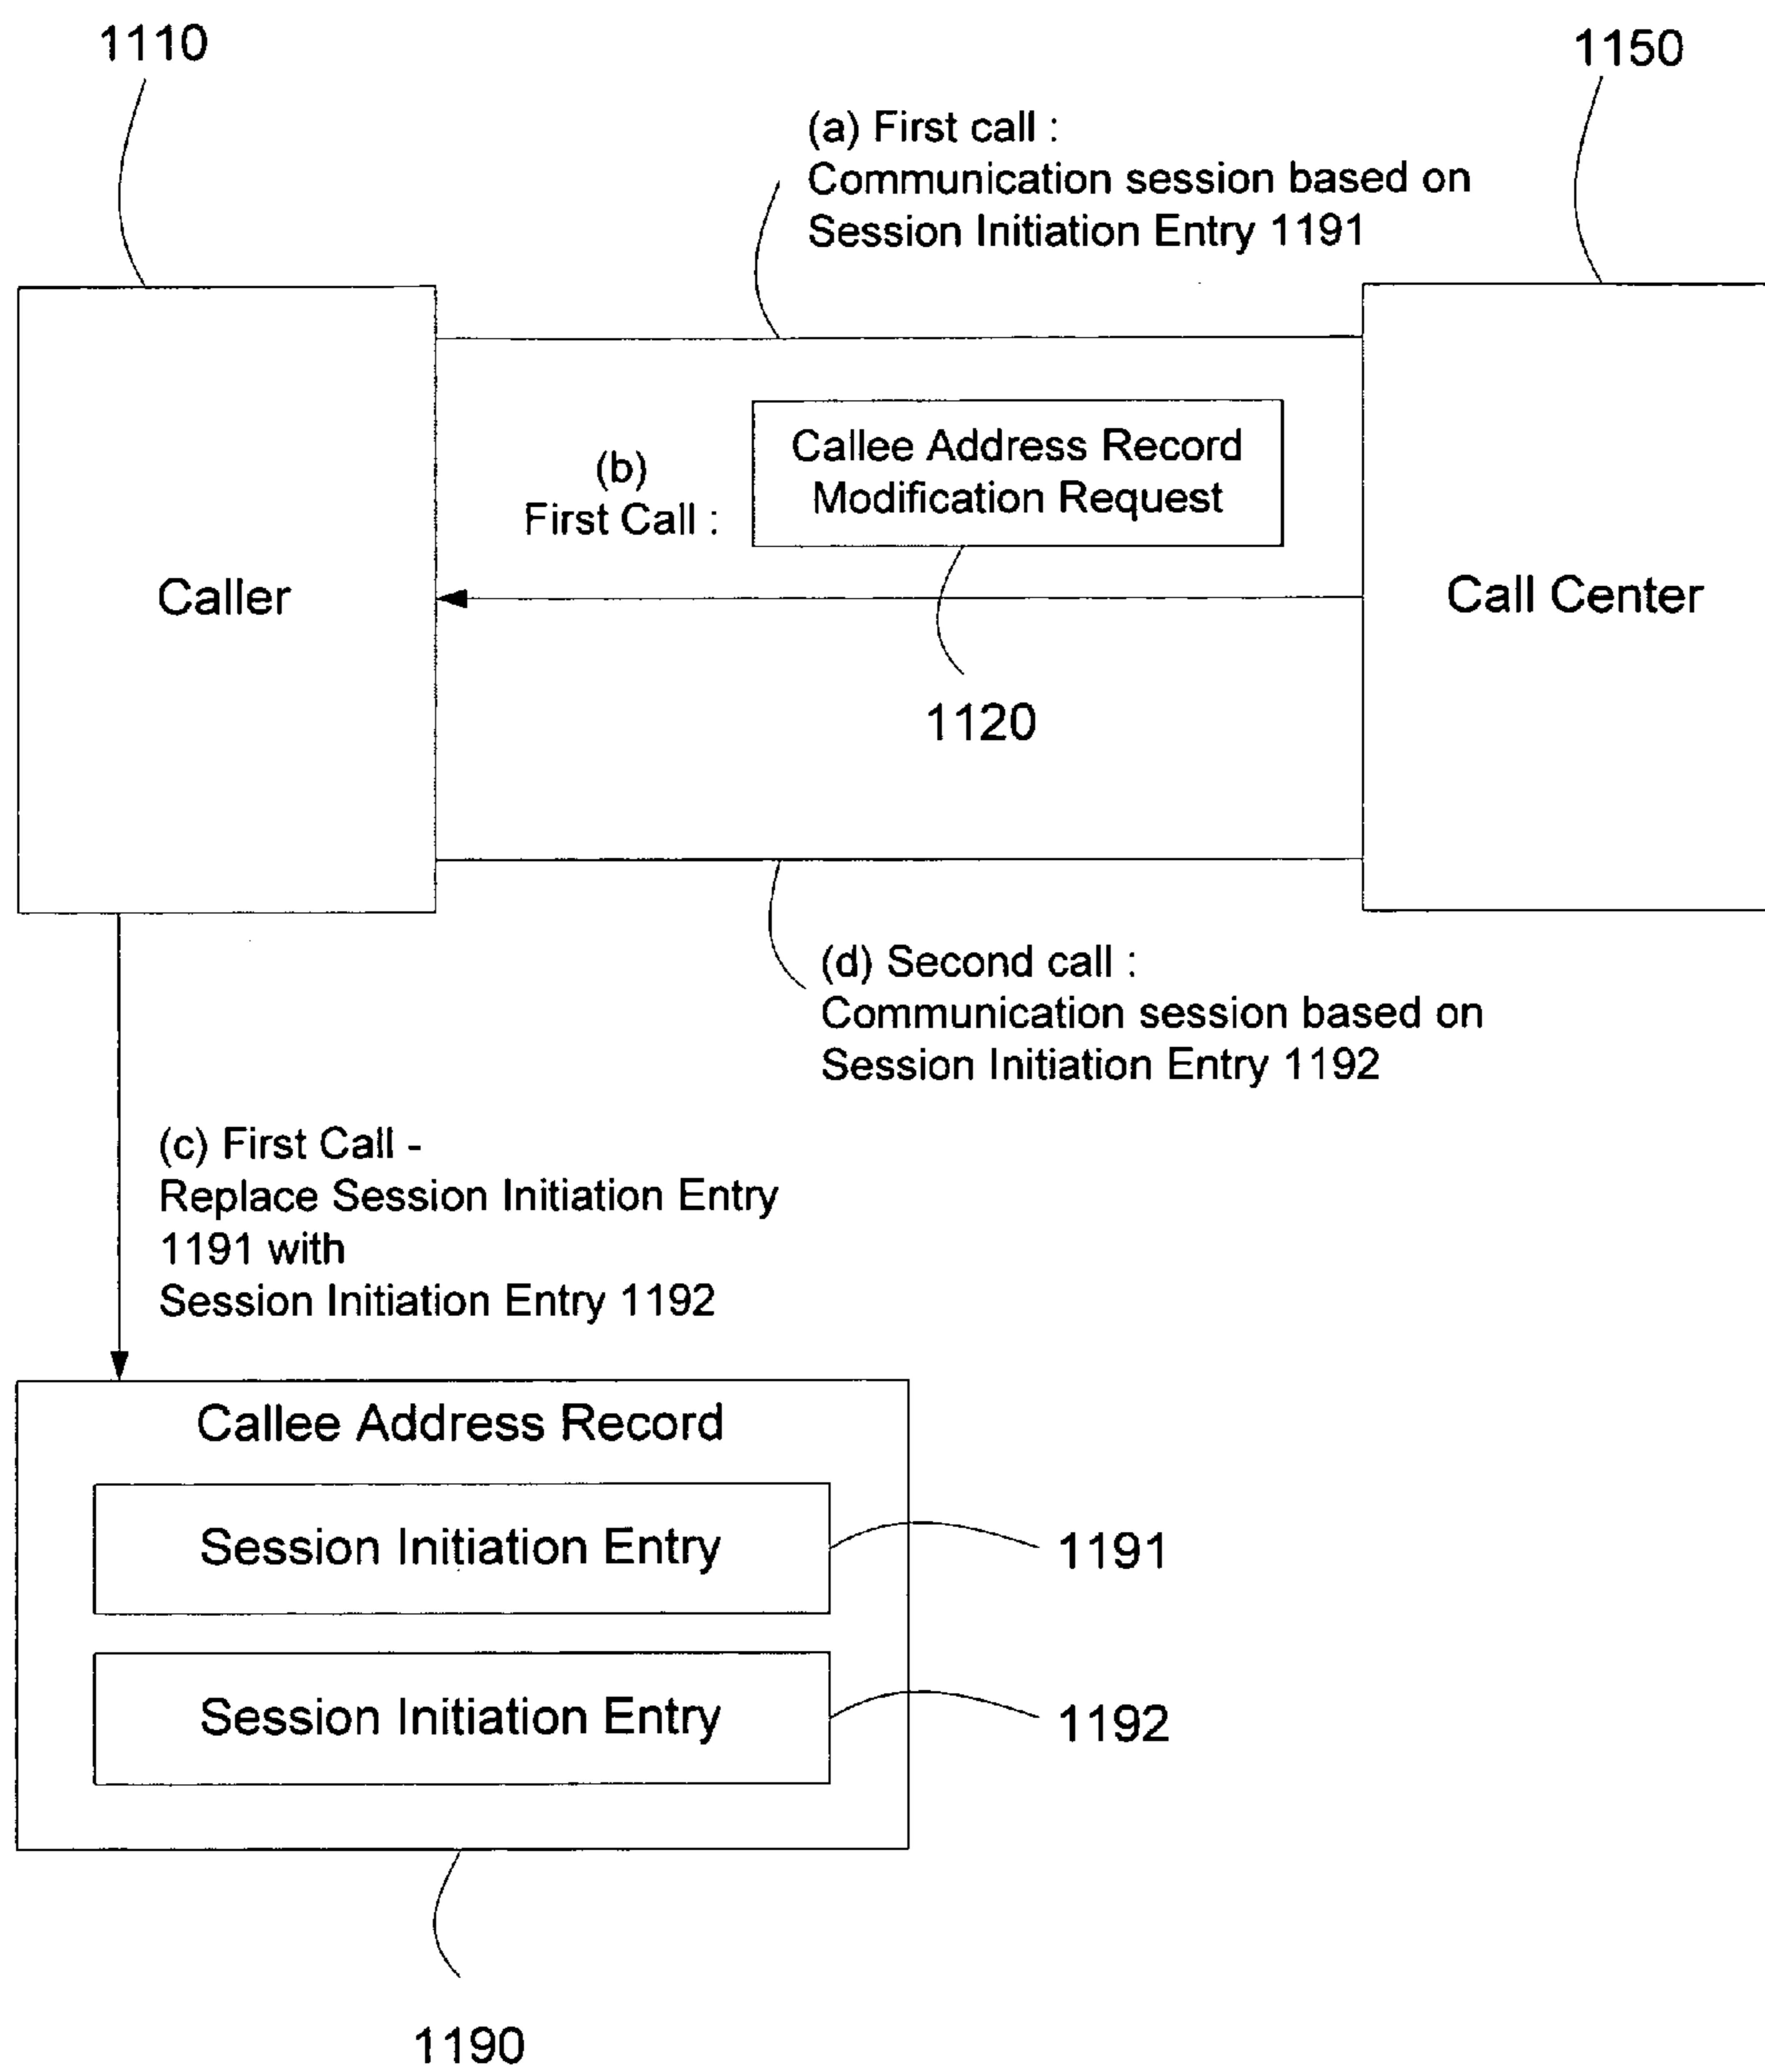 1110
1150
(a) First call :
Communication session based on
Session Initiation Entry 1191
Callee Address Record
Modification Request
(b)
First Call :
Caller
Call Center
1120
(d) Second call :
Communication session based on
Session Initiation Entry 1192
(c) First Call -
Replace Session Initiation Entry
1191 with
Session Initiation Entry 1192
Callee Address Record
Session Initiation Entry
1191
Session Initiation Entry
1192
1190